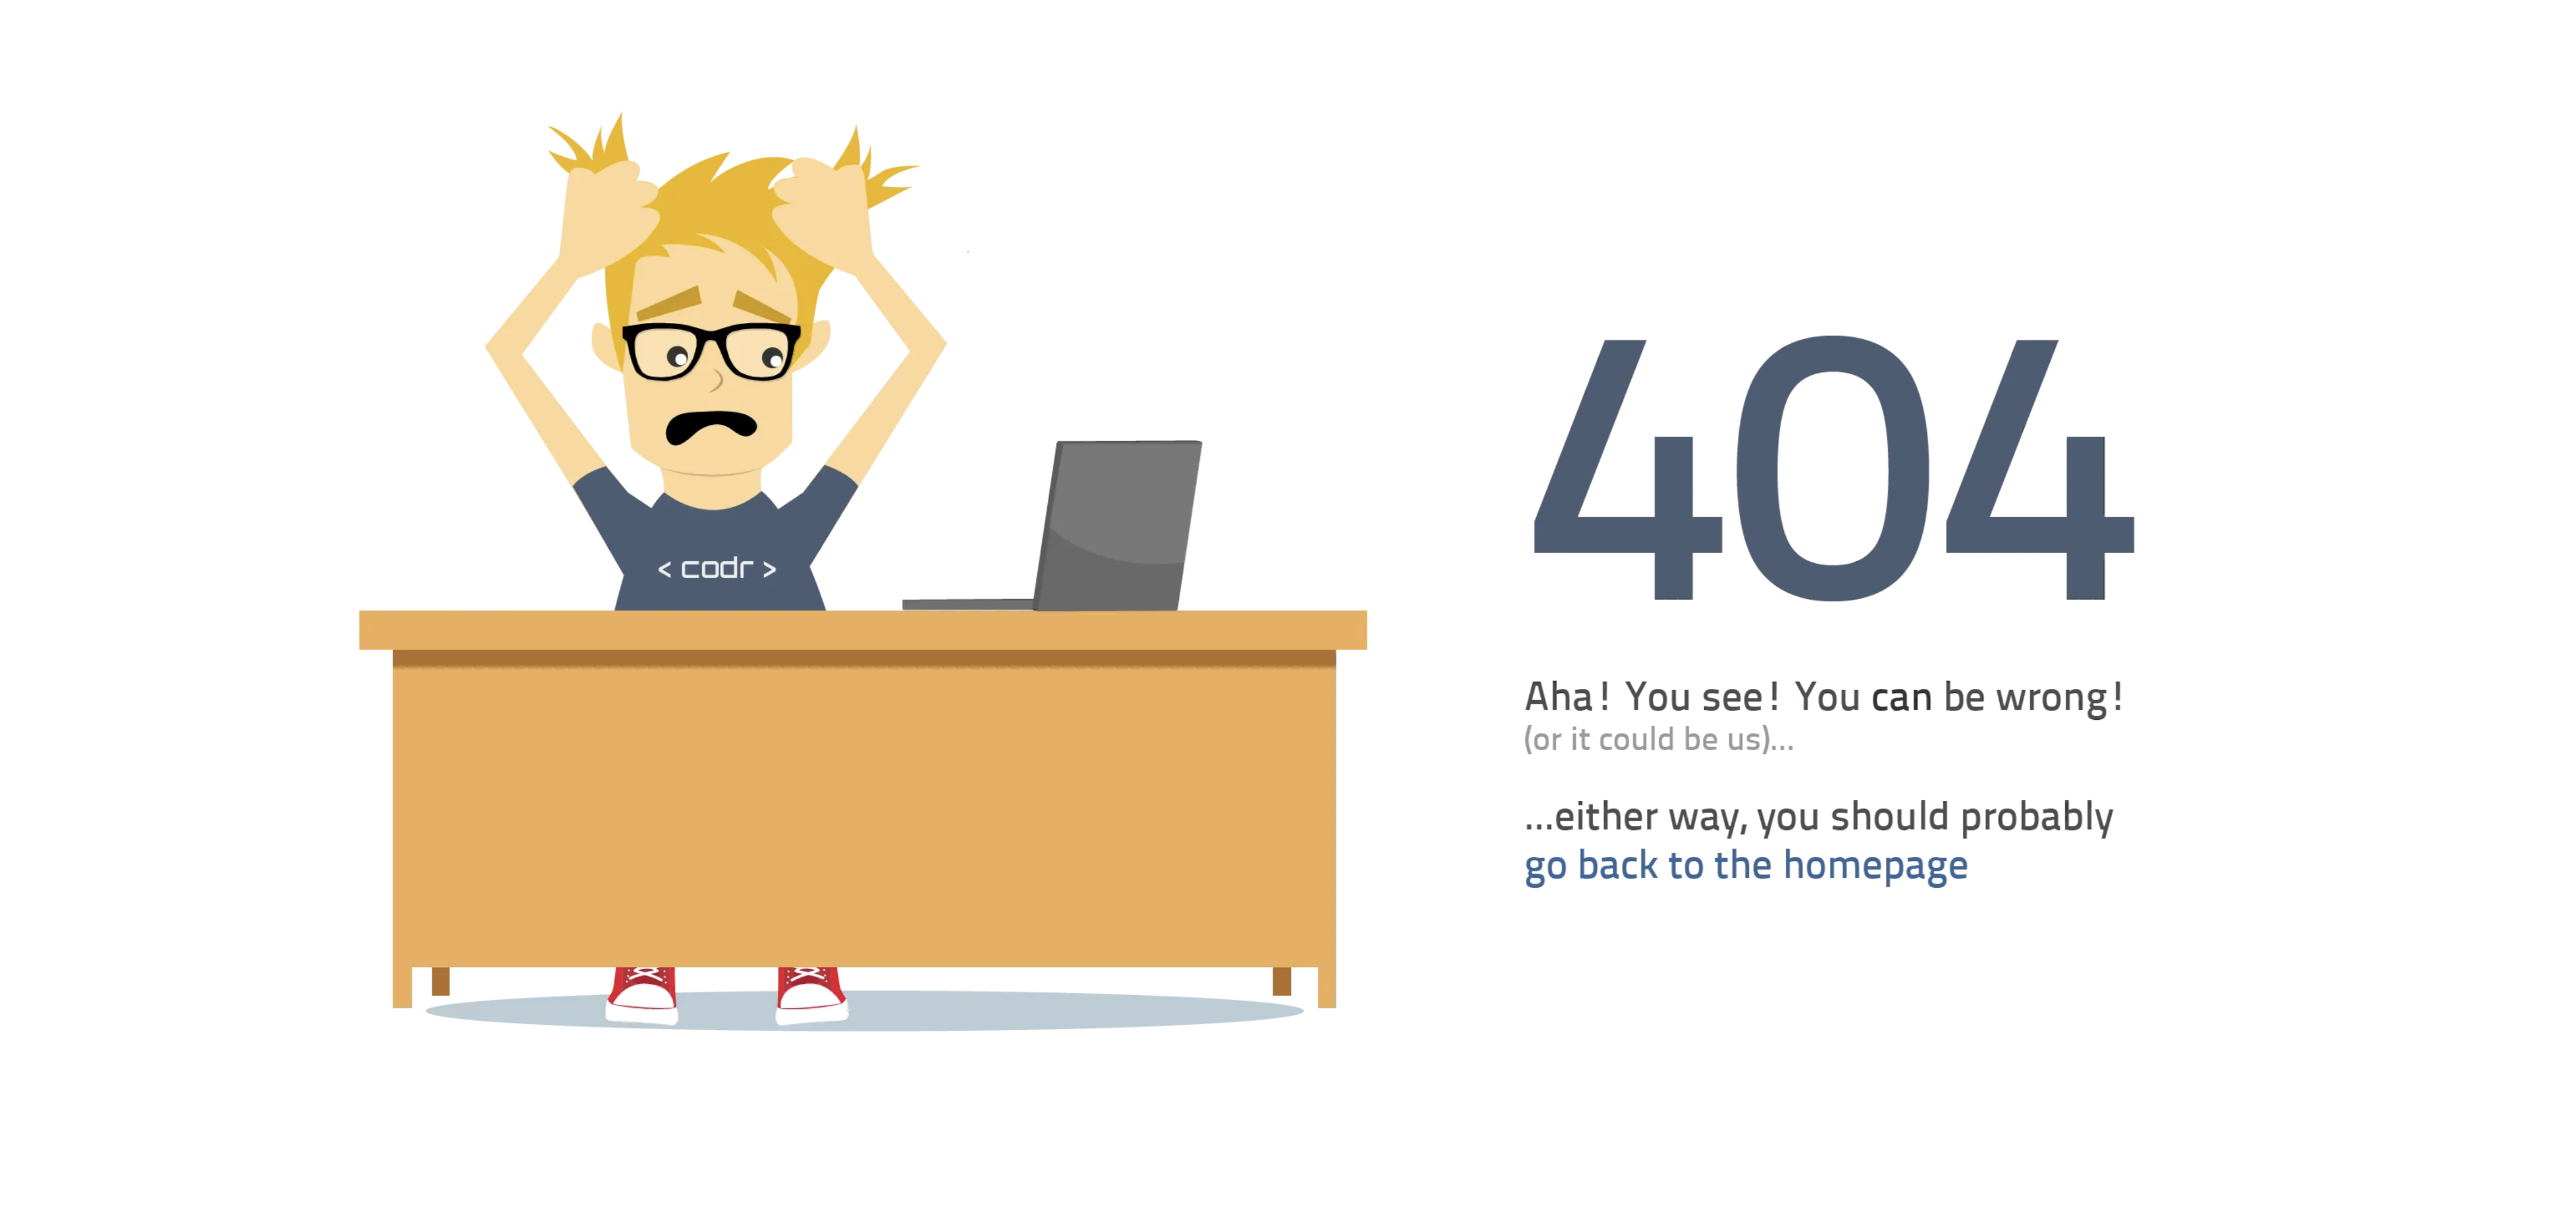 < codr >
404
Aha! You see! You can be wrong!
(or it could be us)...
...either way, you should probably
go back to the homepage